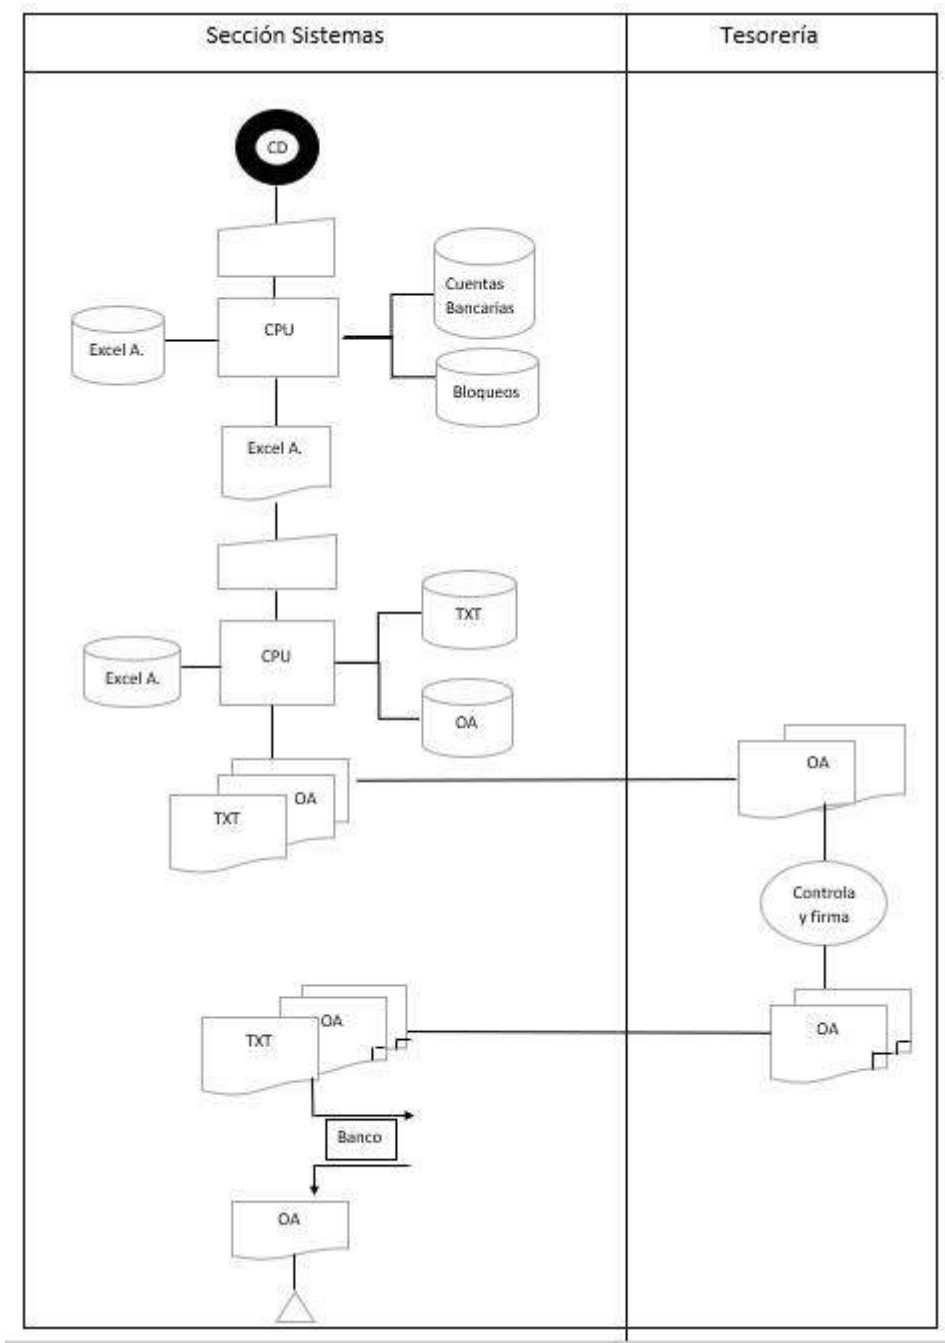 Sección Sistemas
Tesorería
CD
Cuentas
Bancarias
CPU
Excel A.
Bloqueos
Excel A.
TXT
CPU
Excel A.
OA
OA
OA
TXT
Controla
y firma
OA
TXT
OA
Banco
OA